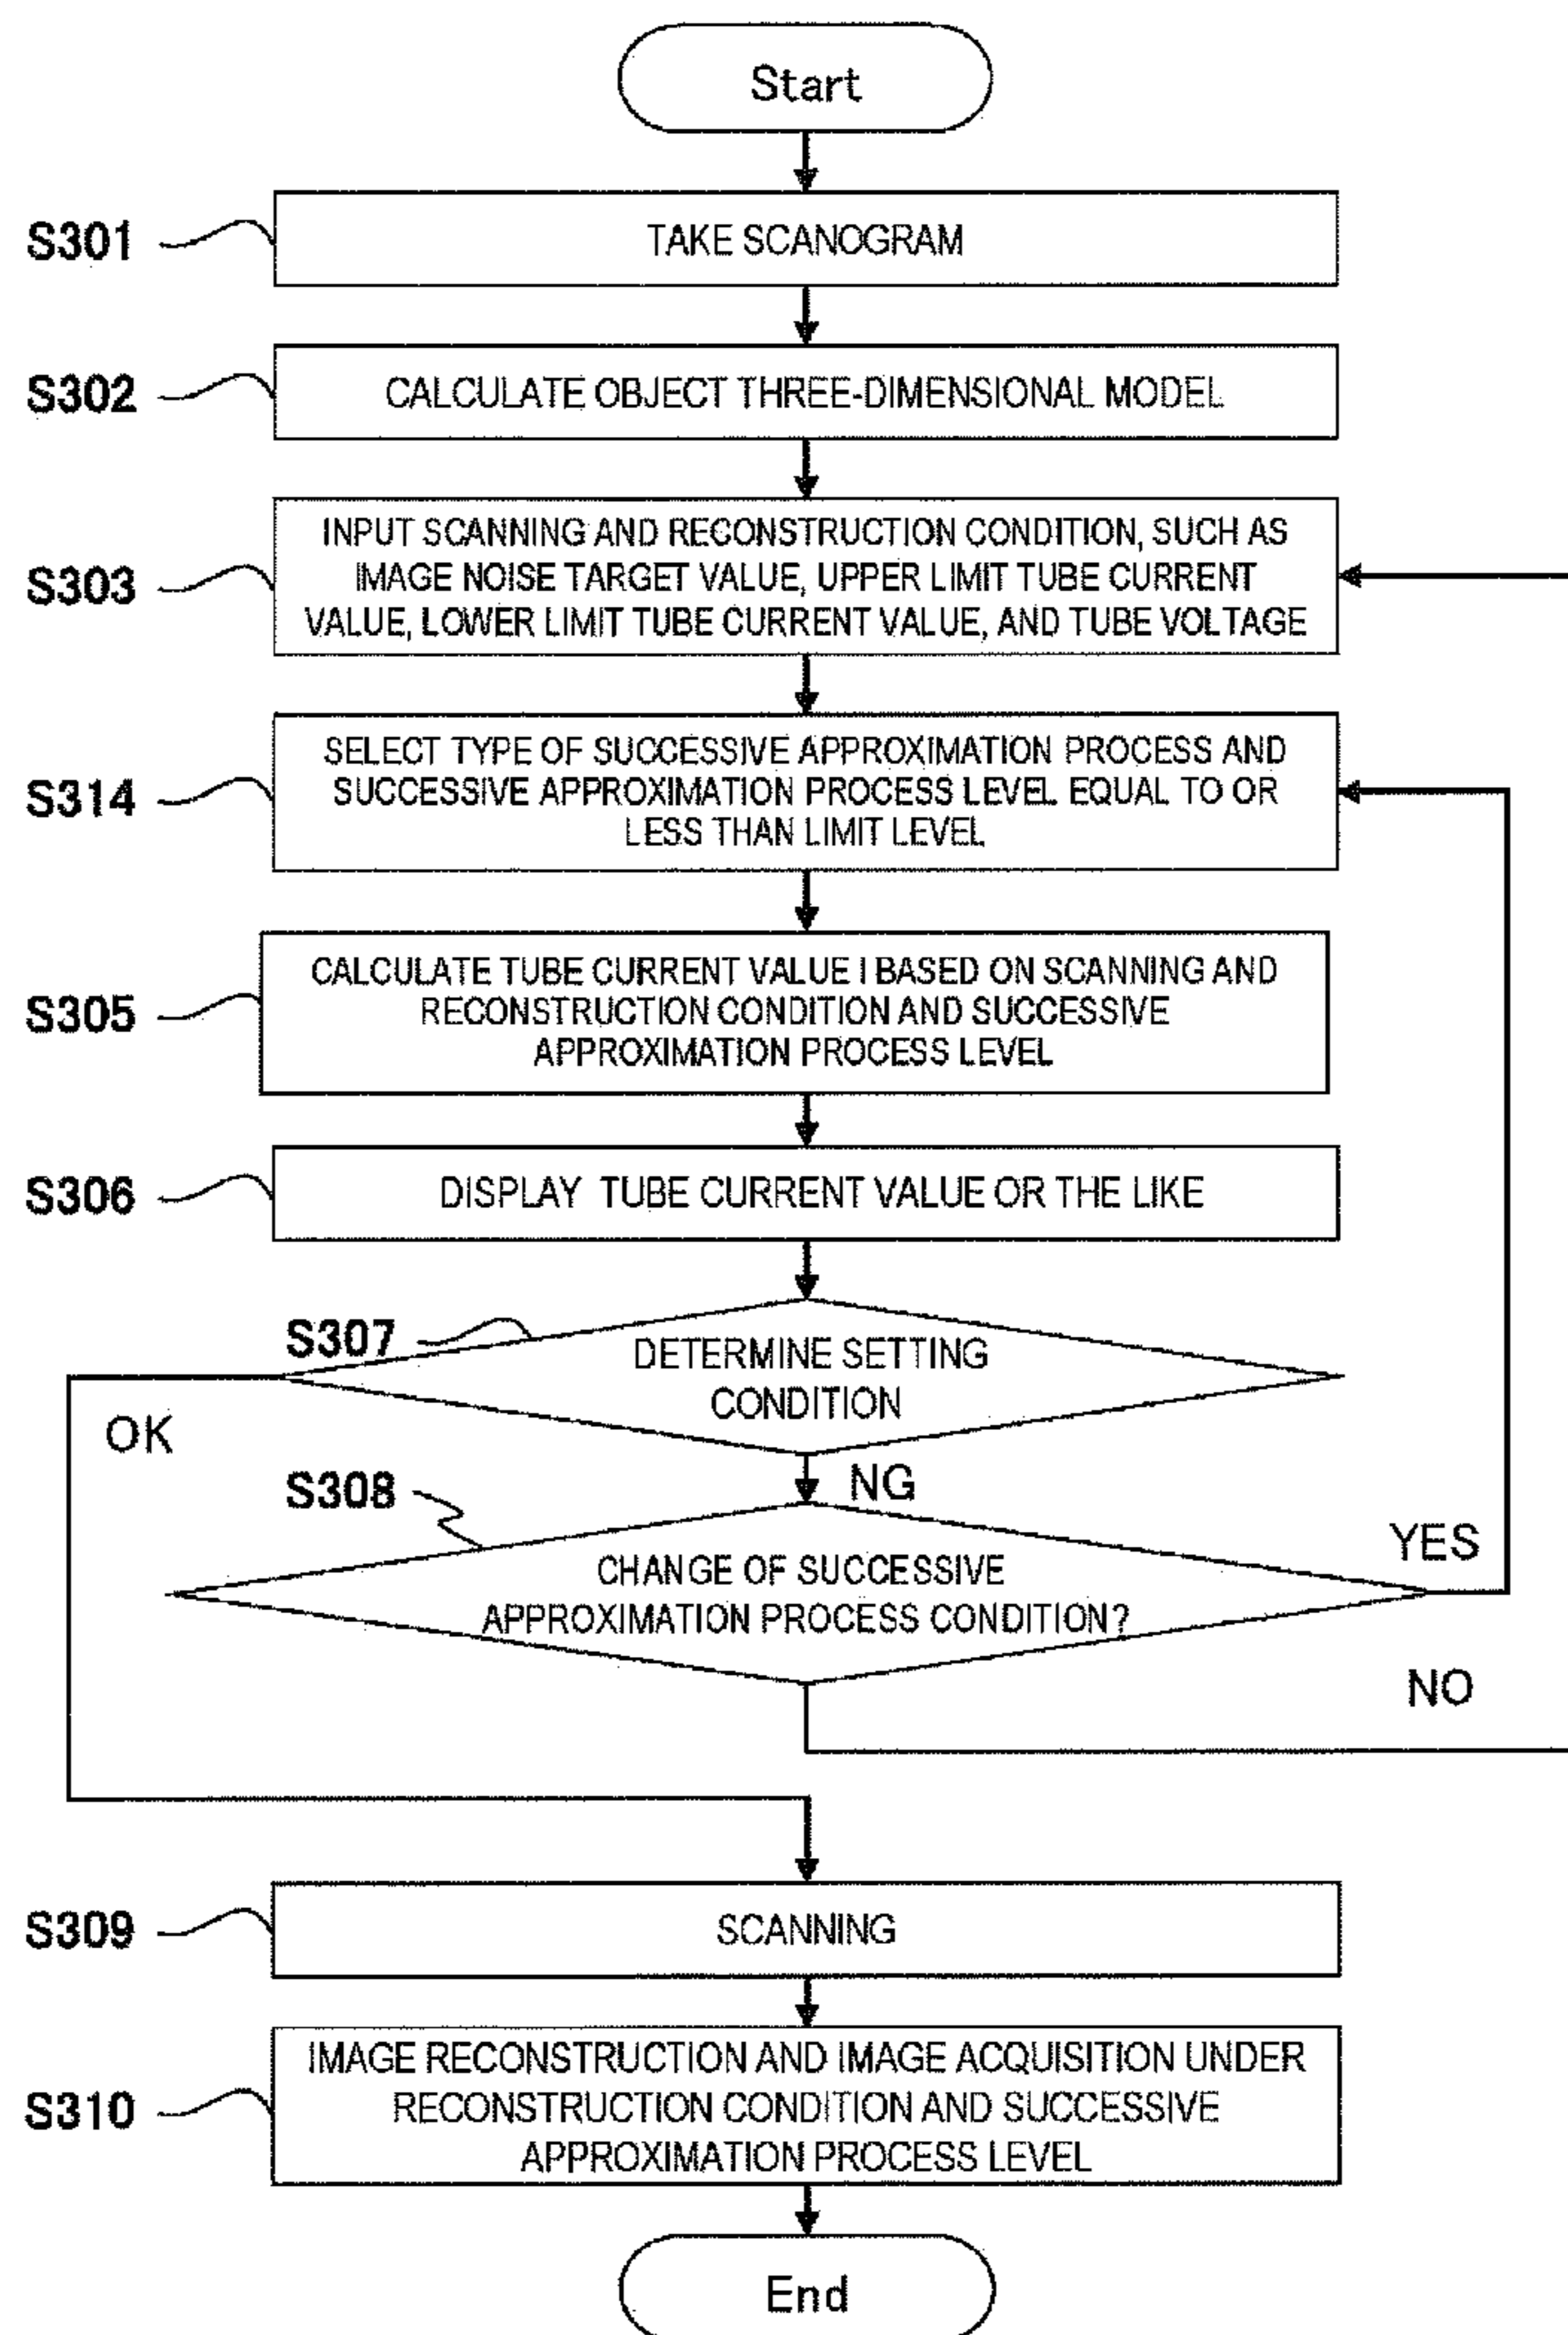 Start
S301
TAKE SCANOGRAM
S302
CALCULATE OBJECT THREE-DIMENSIONAL MODEL
S303
INPUT SCANNING AND RECONSTRUCTION CONDITION, SUCH AS
IMAGE NOISE TARGET VALUE, UPPER LIMIT TUBE CURRENT
VALUE, LOWER LIMIT TUBE CURRENT VALUE, AND TUBE VOLTAGE
S314
SELECT TYPE OF SUCCESSIVE APPROXIMATION PROCESS AND
SUCCESSIVE APPROXIMATION PROCESS LEVEL EQUAL TO OR
LESS THAN LIMIT LEVEL
S305
CALCULATE TUBE CURRENT VALUE I BASED ON SCANNING AND
RECONSTRUCTION CONDITION AND SUCCESSIVE
APPROXIMATION PROCESS LEVEL
S306
DISPLAY TUBE CURRENT VALUE OR THE LIKE
S307
DETERMINE SETTING
CONDITION
OK
NG
S308
CHANGE OF SUCCESSIVE
APPROXIMATION PROCESS CONDITION?
YES
NO
S309
SCANNING
S310
IMAGE RECONSTRUCTION AND IMAGE ACQUISITION UNDER
RECONSTRUCTION CONDITION AND SUCCESSIVE
APPROXIMATION PROCESS LEVEL
End